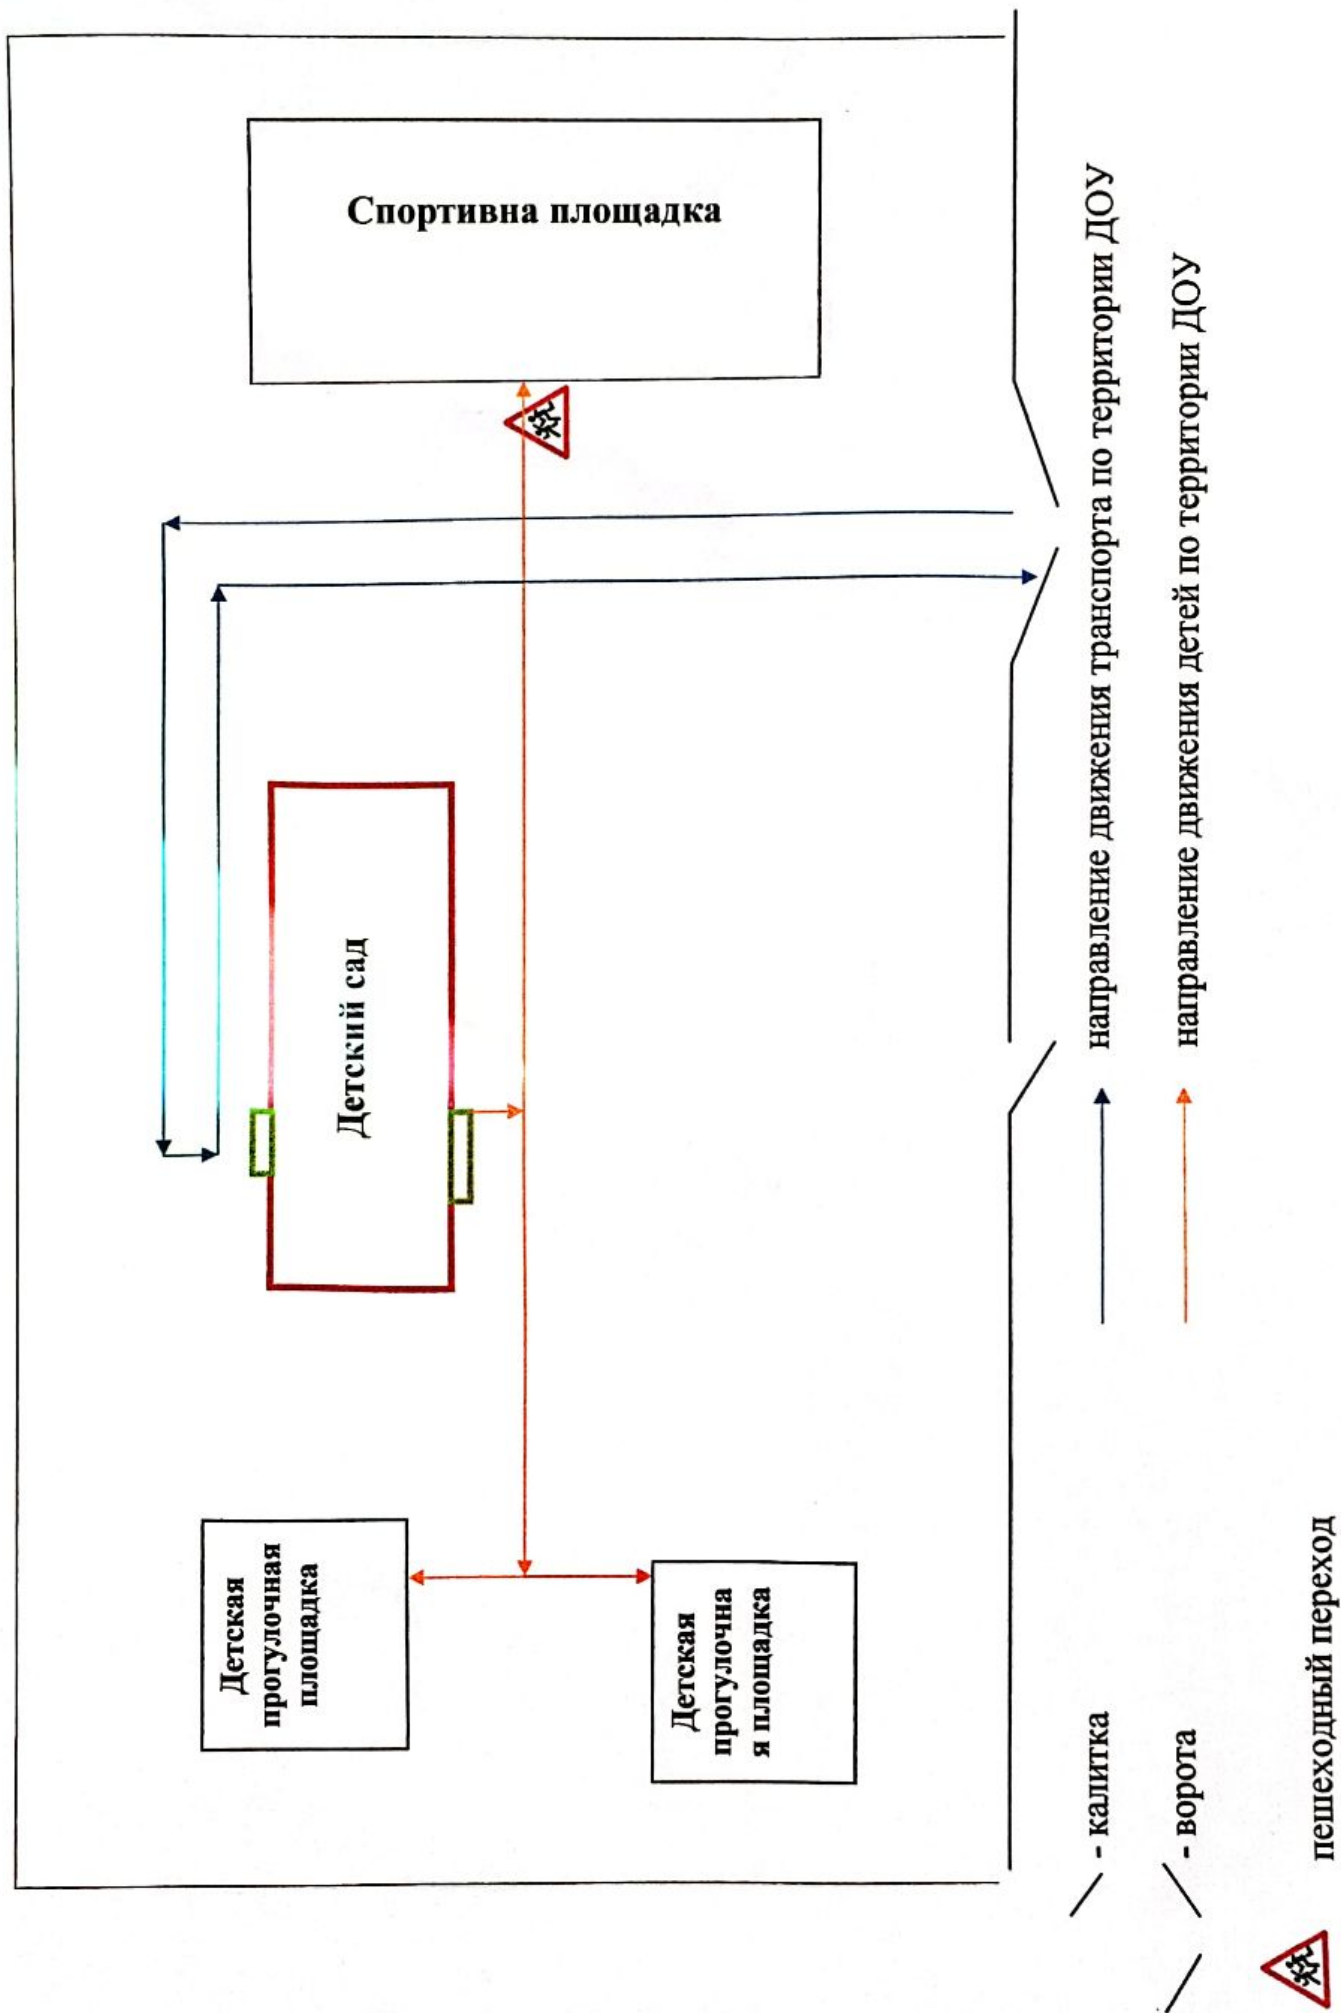 Спортивна площадка
Детский сад
Детская
прогулочная
площадка
Детская
прогулочна
я площадка
направление движения транспорта по территории ДОУ
направление движения детей по территории ДОУ
- калитка
- ворота
пешеходный переход